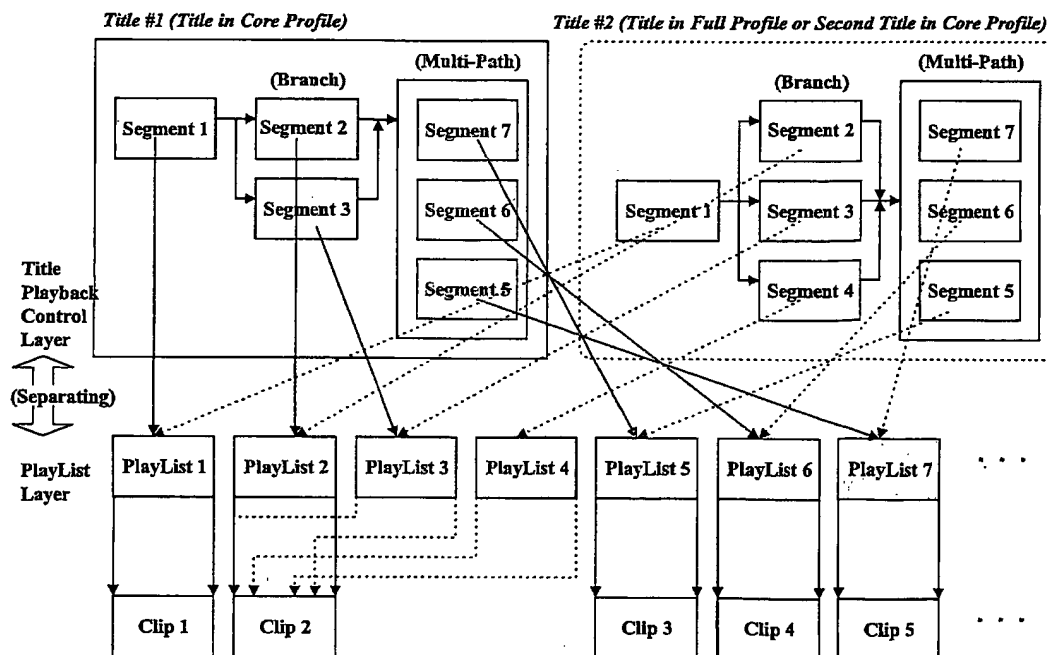 Title #1 (Title in Core Profile)
Title #2 (Title in Full Profile or Second Title in Core Profile)
(Multi-Path)
(Branch)
Segment 1
Segment 2
Segment 3
Segment 7
Segment 6
Segment 5
(Multi-Path)
(Branch)
Segment 1
Segment 2
Segment 3
Segment 4
Segment 7
Segment 6
Segment 5
Title
Playback
Control
Layer
(Separating)
PlayList
Layer
PlayList 1
PlayList 2
PlayList 3
PlayList 4
PlayList 5
PlayList 6
PlayList 7
. . .
Clip 1
Clip 2
Clip 3
Clip 4
Clip 5
. . .